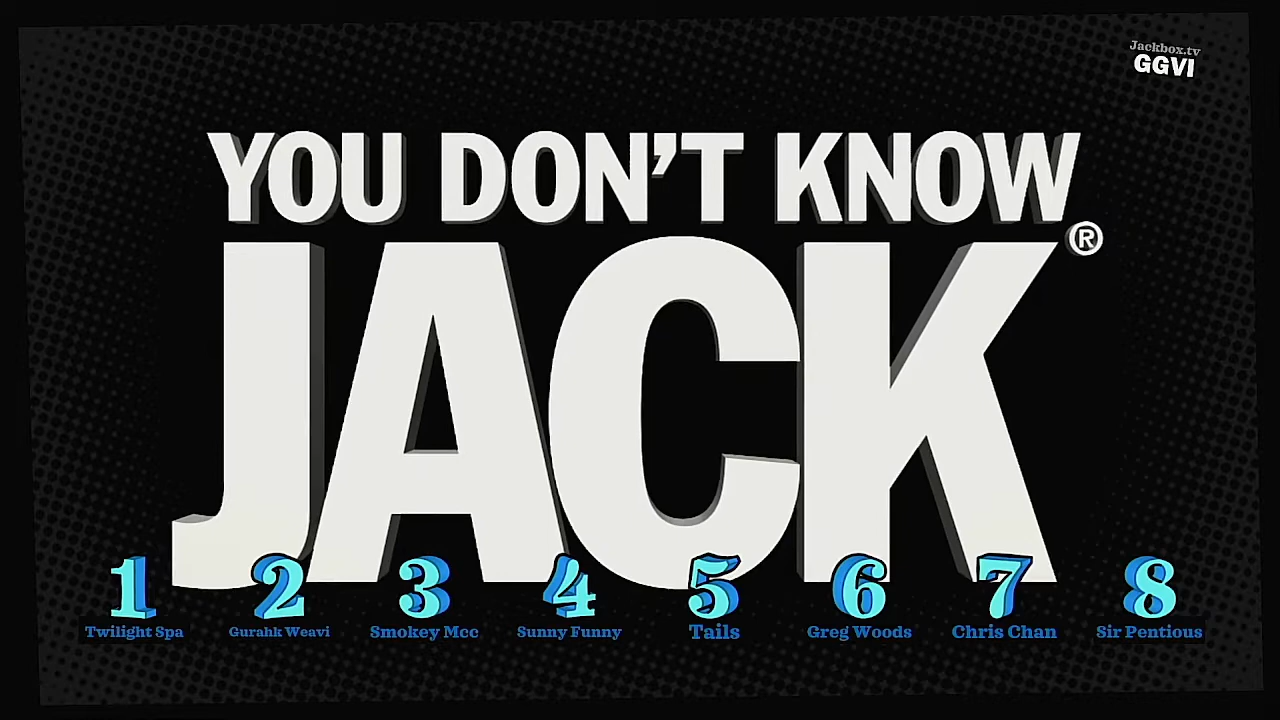 Jackbox.tv
GGVI
YOU DON'T KNOW
JACK®
1 2 3 4 5 6 7 8
Twilight Spa Gurahk Weavi Smokey Mcc Sunny Funny Tails Greg Woods Chris Chan Sir Pentious